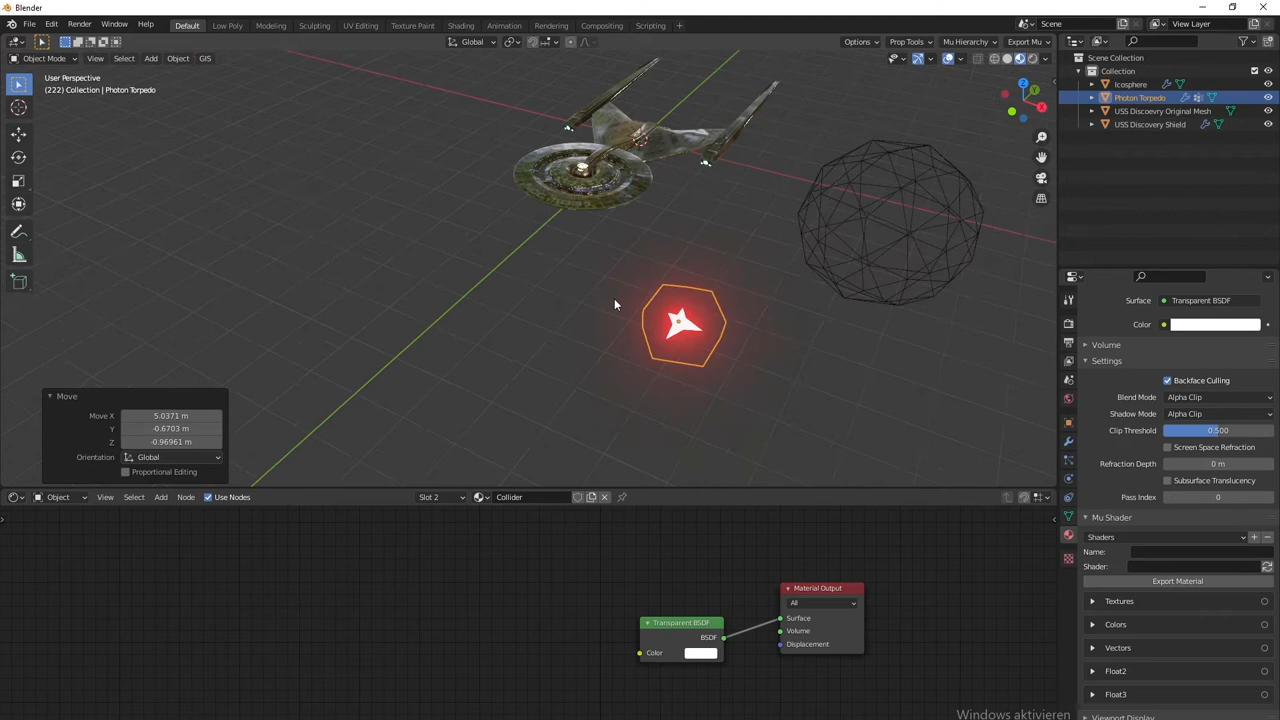 Blender
File Edit Render Window Help
Default Low Poly Modeling Sculpting UV Editing Texture Paint Shading Animation Rendering Compositing Scripting +
Scene
View Layer
Global
Options
Prop Tools
Mu Hierarchy
Export Mu
Object Mode View Select Add Object GIS
User Perspective
(222) Collection | Photon Torpedo
Z
Y
X
Scene Collection
Collection
Icosphere
Photon Torpedo
USS Discoevry Original Mesh
USS Discovery Shield
Surface Transparent BSDF
Color
Volume
Settings
Backface Culling
Blend Mode Alpha Clip
Shadow Mode Alpha Clip
Clip Threshold 0.500
Screen Space Refraction
Refraction Depth 0 m
Subsurface Translucency
Pass Index 0
Mu Shader
Shaders
Name:
Shader:
Export Material
Textures
Colors
Vectors
Float2
Float3
Viewport Display
Move
Move X 5.0371 m
Y -0.6703 m
Z -0.96961 m
Orientation Global
Proportional Editing
Object View Select Add Node Use Nodes Slot 2 Collider
Material Output
All
Surface
Volume
Displacement
Transparent BSDF
BSDF
Color
Windows aktivieren